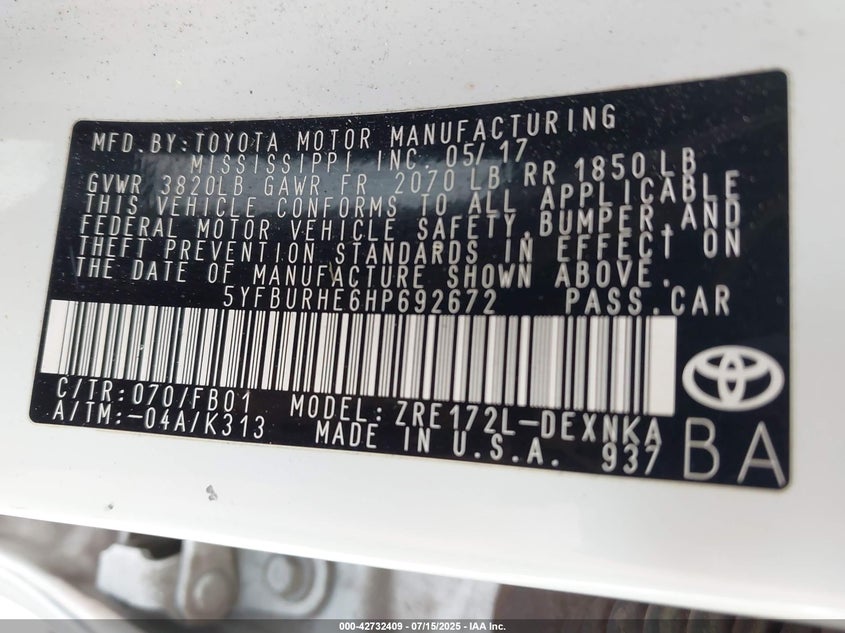 MFD.BY:TOYOTA MOTOR MANUFACTURING
MISSISSIPPI INC. 05/17
GVWR 3820LB GAWR FR 2070 LB RR 1850 LB
THIS VEHICLE CONFORMS TO ALL APPLICABLE
FEDERAL MOTOR VEHICLE SAFETY,BUMPER,AND
THEFT PREVENTION STANDARDS IN EFFECT ON
THE DATE OF MANUFACTURE SHOWN ABOVE.
5YFBURHE6HP692672 PASS.CAR
C/TR:070/FB01 MODEL:ZRE172L-DEXNKA
A/TM:-04A/K313 MADE IN U.S.A. 937
BA
000-42732409 - 07/15/2025 - IAA Inc.